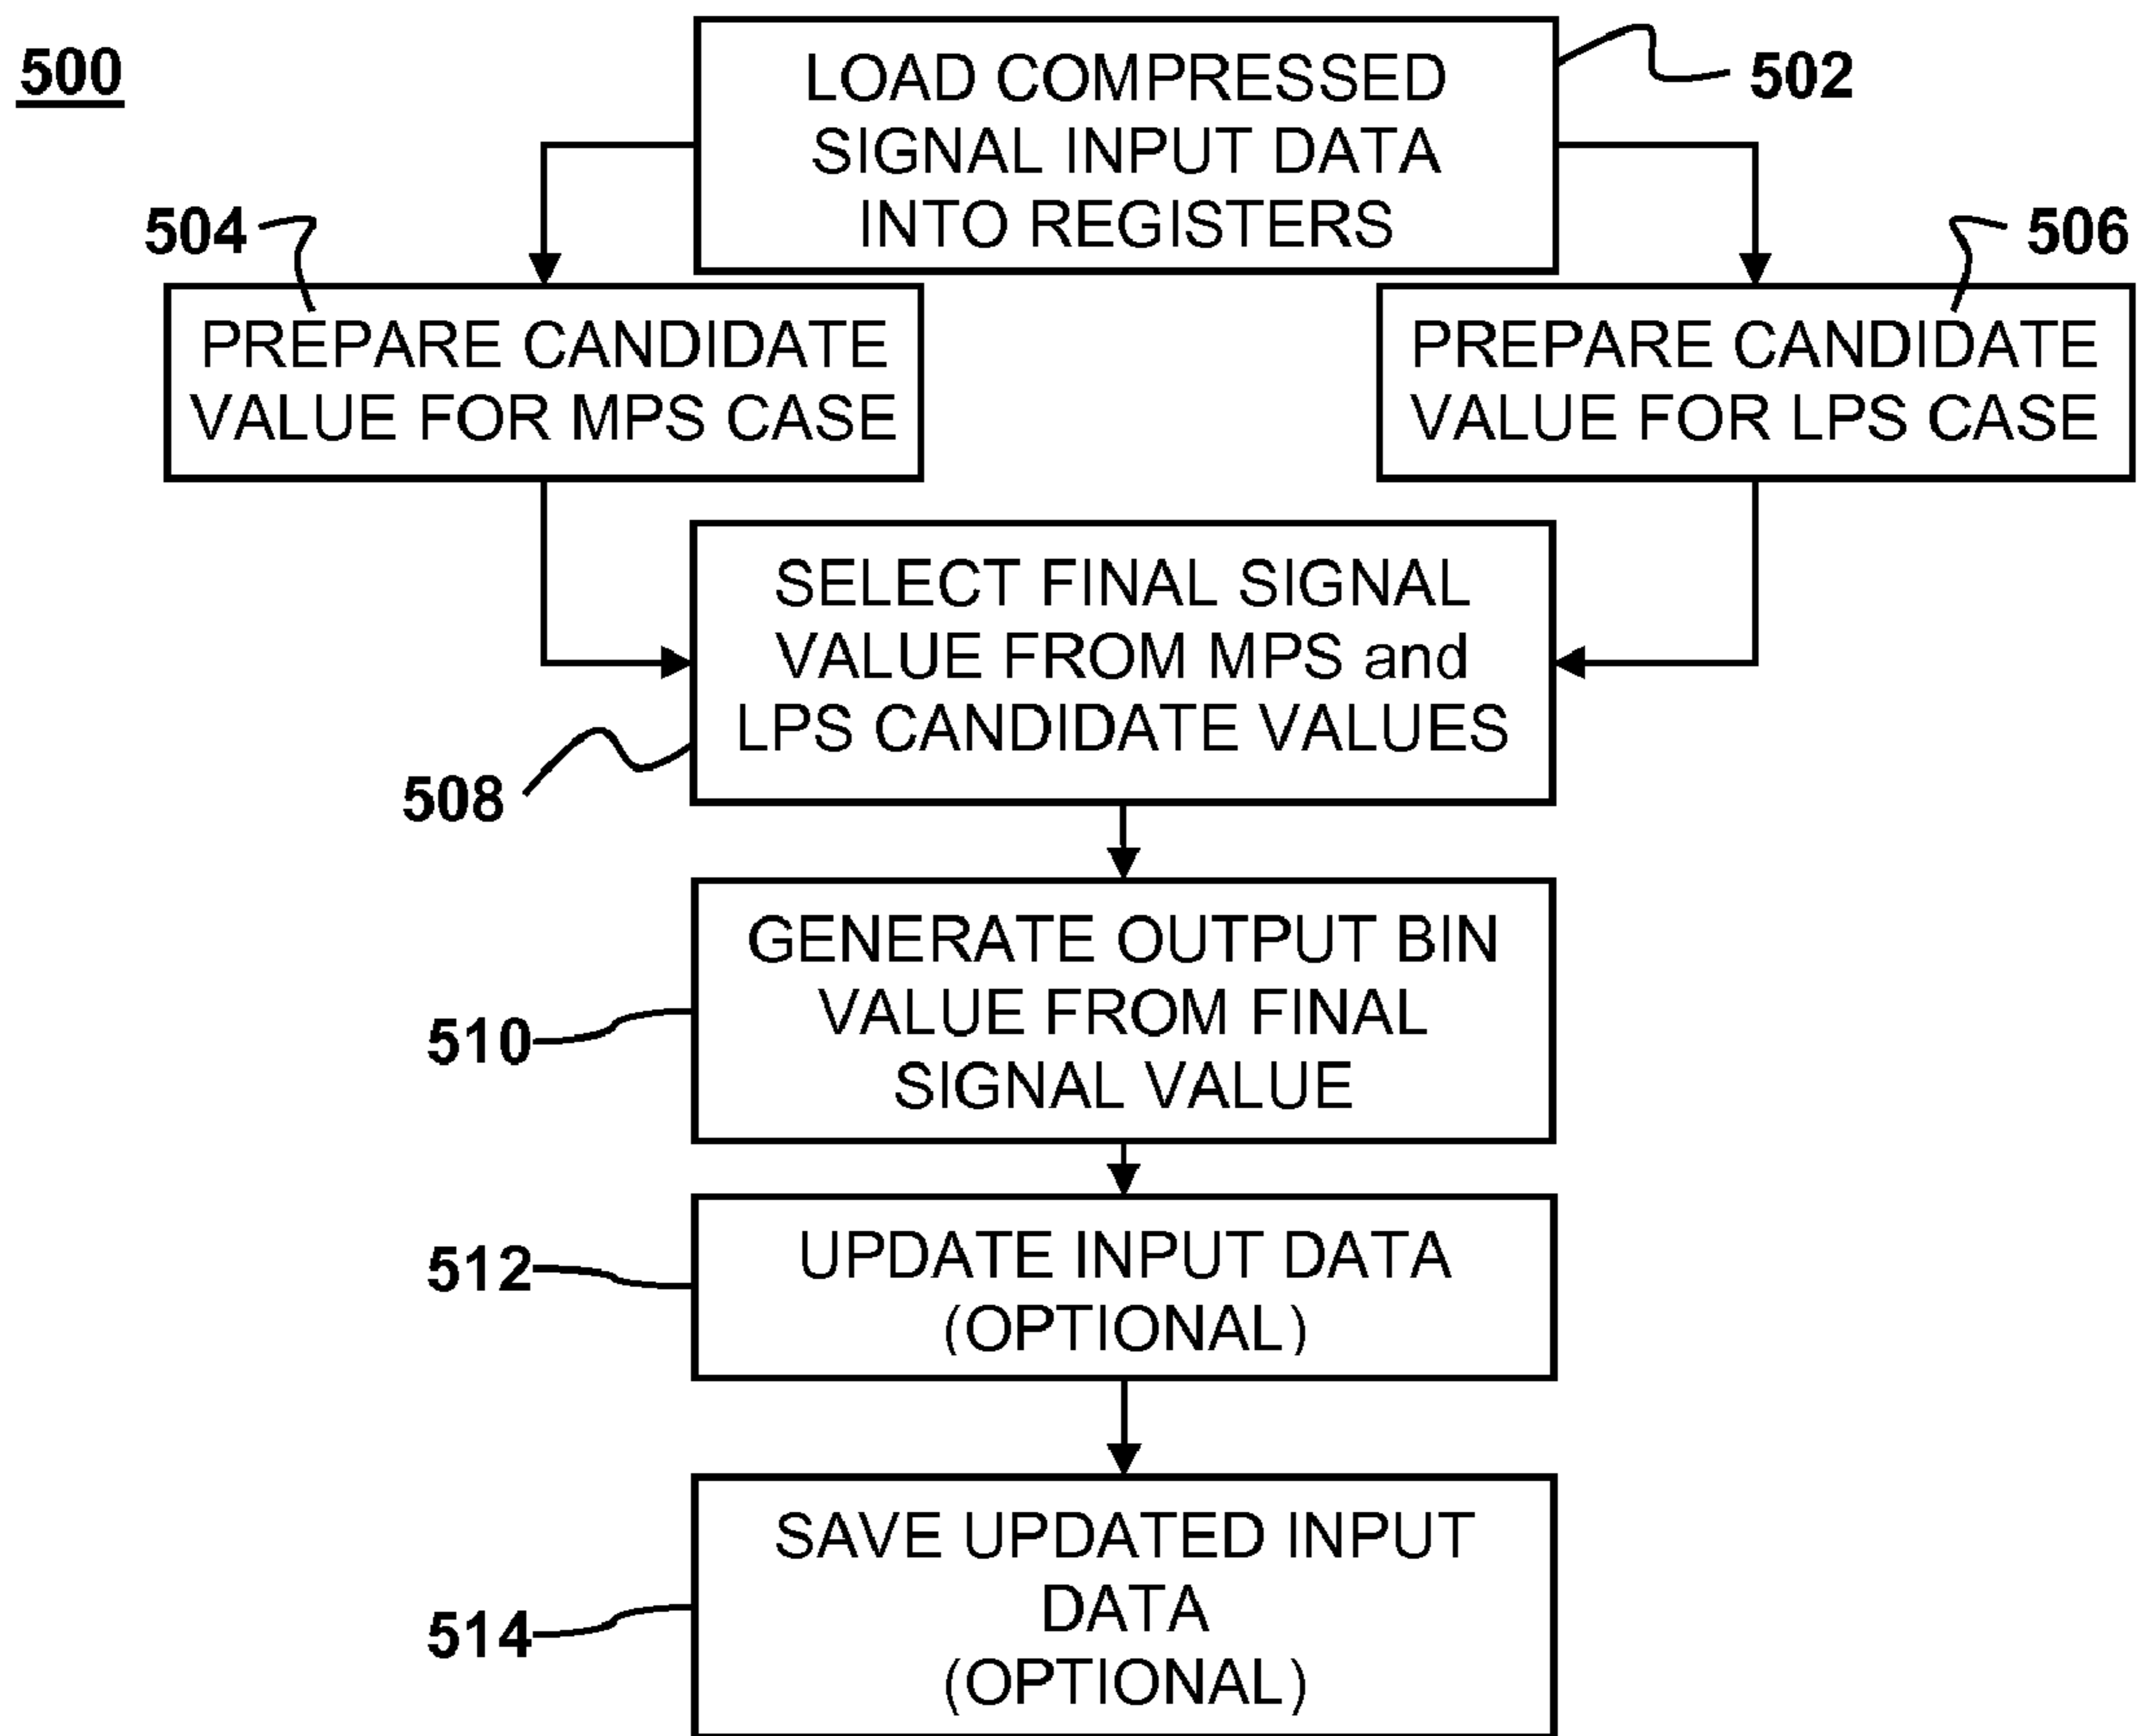 500
LOAD COMPRESSED
SIGNAL INPUT DATA
INTO REGISTERS
502
504
PREPARE CANDIDATE
VALUE FOR MPS CASE
506
PREPARE CANDIDATE
VALUE FOR LPS CASE
SELECT FINAL SIGNAL
VALUE FROM MPS and
LPS CANDIDATE VALUES
508
GENERATE OUTPUT BIN
VALUE FROM FINAL
SIGNAL VALUE
510
UPDATE INPUT DATA
(OPTIONAL)
512
SAVE UPDATED INPUT
DATA
(OPTIONAL)
514